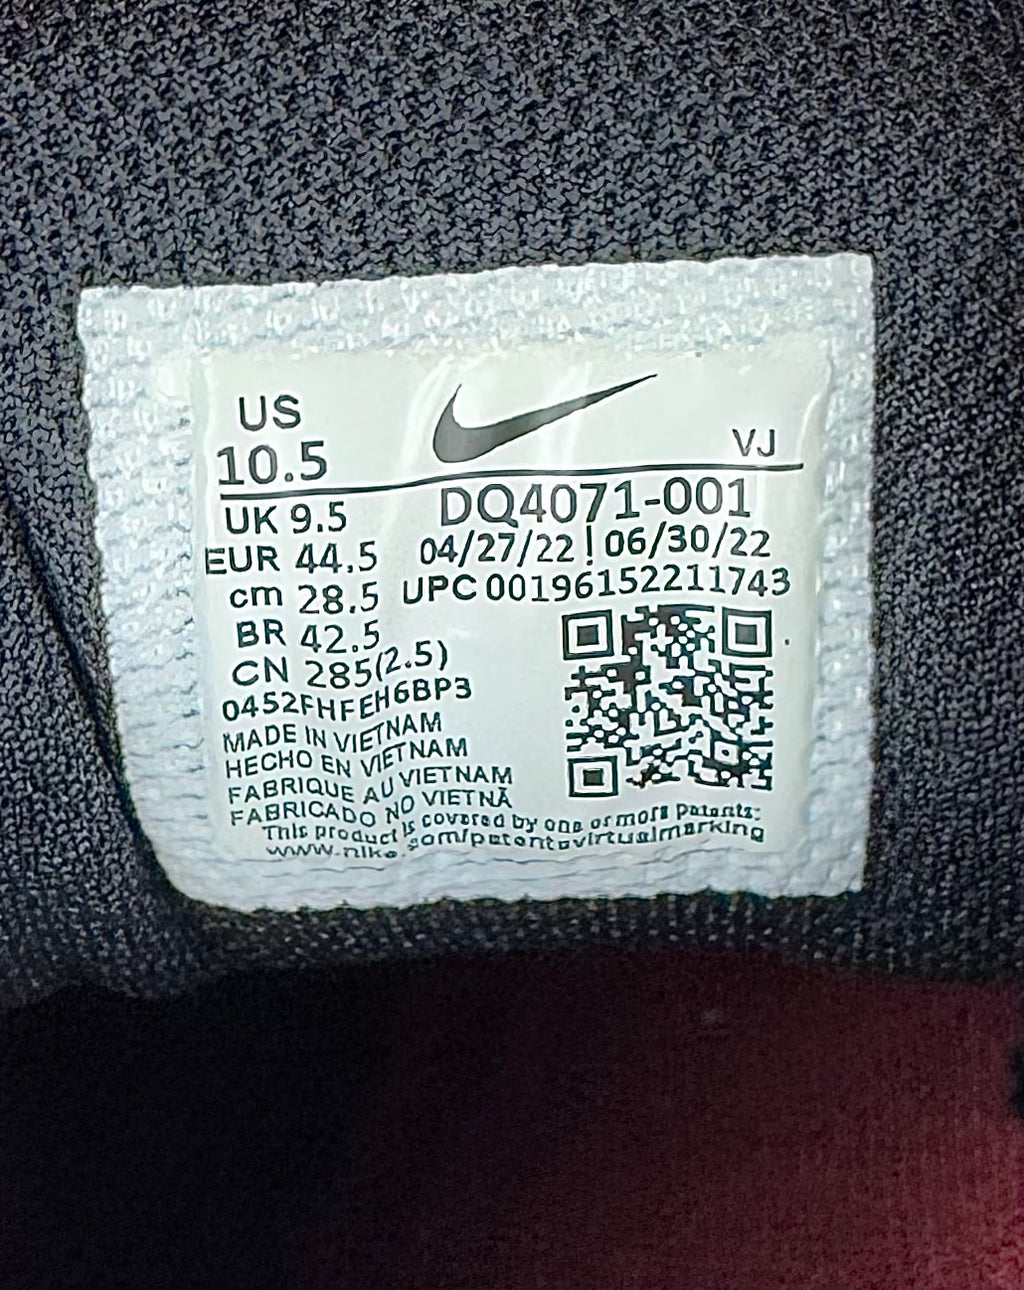 US
10.5
VJ
UK 9.5
EUR 44.5
cm 28.5
BR 42.5
CN 285(2.5)
0452FHFEH6BP3
MADE IN VIETNAM
HECHO EN VIETNAM
FABRIQUE AU VIETNAM
FABRICADO NO VIETNÃ
DQ4071-001
04/27/22 | 06/30/22
UPC 00196152211743
This product is covered by one or more patents:
www.nike.com/patentsvirtualmarking